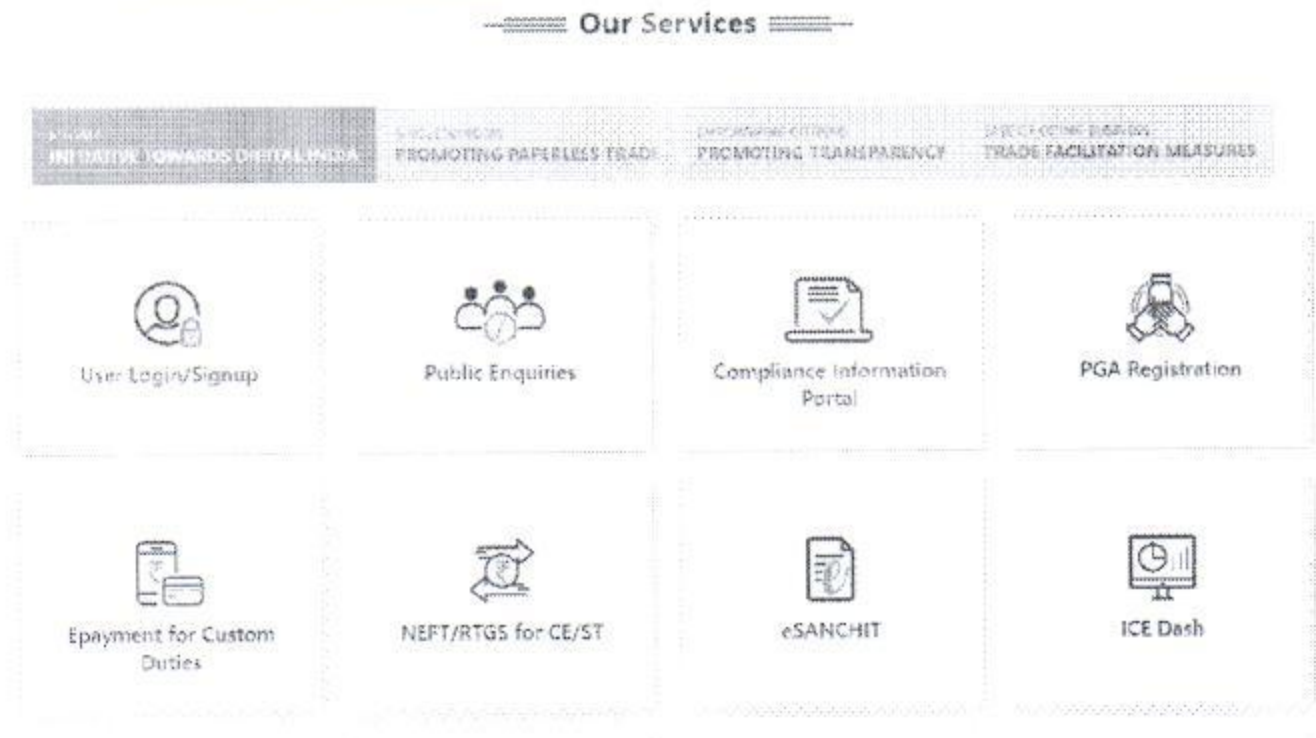 Our Services
INITIATIVE TOWARDS DIGITAL INDIA
PROMOTING PAPERLESS TRADE
PROMOTING TRANSPARENCY
TRADE FACILITATION MEASURES
User Login/Signup
Public Enquiries
Compliance Information
Portal
PGA Registration
Epayment for Custom
Duties
NEFT/RTGS for CE/ST
eSANCHIT
ICE Dash